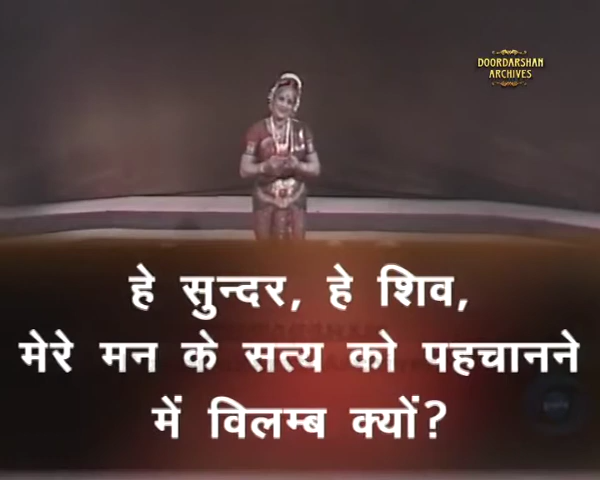 DOORDARSHAN
ARCHIVES
हे सुन्दर, हे शिव,
मेरे मन के सत्य को पहचानने
में विलम्ब क्यों?